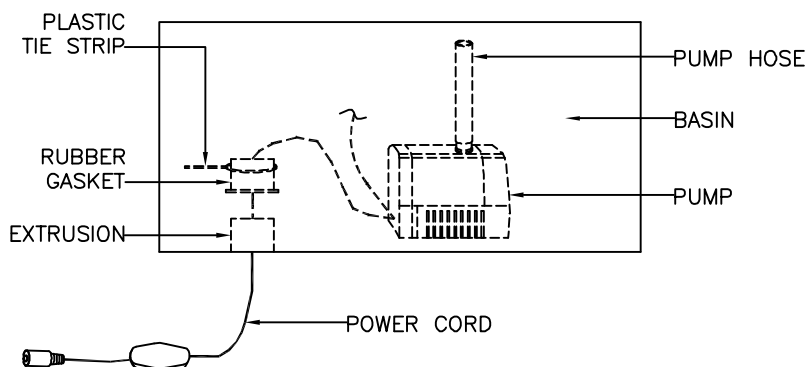 PLASTIC
TIE STRIP
PUMP HOSE
BASIN
RUBBER
GASKET
PUMP
EXTRUSION
POWER CORD